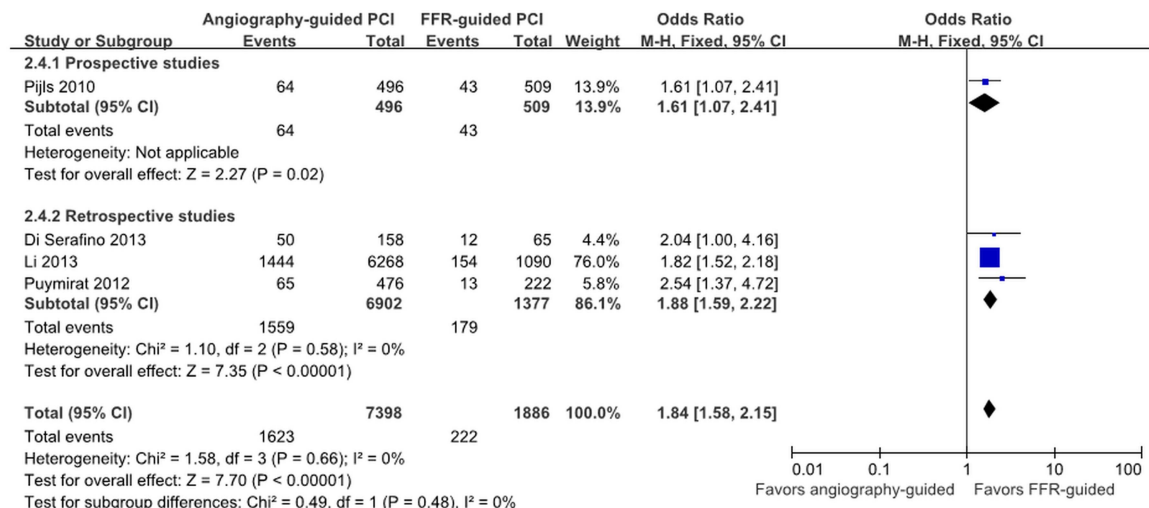 Angiography-guided PCI FFR-guided PCI Odds Ratio Odds Ratio
Study or Subgroup Events Total Events Total Weight M-H, Fixed, 95% CI M-H, Fixed, 95% CI
2.4.1 Prospective studies
Pijls 2010 64 496 43 509 13.9% 1.61 [1.07, 2.41]
Subtotal (95% CI) 496 509 13.9% 1.61 [1.07, 2.41]
Total events 64 43
Heterogeneity: Not applicable
Test for overall effect: Z = 2.27 (P = 0.02)
2.4.2 Retrospective studies
Di Serafino 2013 50 158 12 65 4.4% 2.04 [1.00, 4.16]
Li 2013 1444 6268 154 1090 76.0% 1.82 [1.52, 2.18]
Puymirat 2012 65 476 13 222 5.8% 2.54 [1.37, 4.72]
Subtotal (95% CI) 6902 1377 86.1% 1.88 [1.59, 2.22]
Total events 1559 179
Heterogeneity: Chi² = 1.10, df = 2 (P = 0.58); I² = 0%
Test for overall effect: Z = 7.35 (P < 0.00001)
Total (95% CI) 7398 1886 100.0% 1.84 [1.58, 2.15]
Total events 1623 222
Heterogeneity: Chi² = 1.58, df = 3 (P = 0.66); I² = 0%
Test for overall effect: Z = 7.70 (P < 0.00001)
Test for subgroup differences: Chi² = 0.49, df = 1 (P = 0.48), I² = 0%
0.01 0.1 1 10 100
Favors angiography-guided Favors FFR-guided